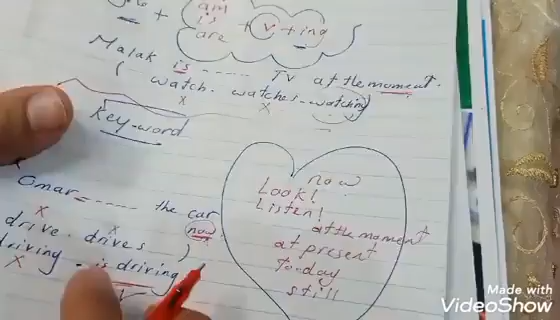 am
is
are + v + ing
Malak is ----- TV at the moment.
( watch - watches - watching )
x x
Key-word
Omar ----- the car
now
x x
drive - drives )
driving - is driving
x
now
Look!
Listen!
at the moment
at present
to day
still
Made with
VideoShow